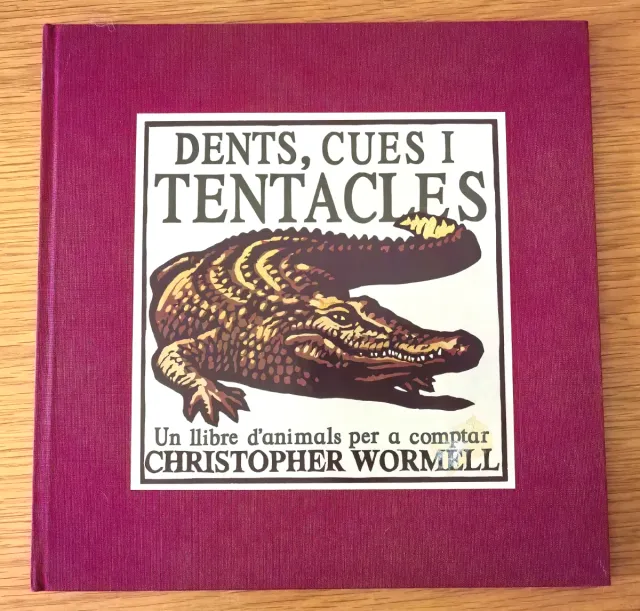 DENTS, CUES I
TENTACLES
Un llibre d'animals per a comptar
CHRISTOPHER WORMELL